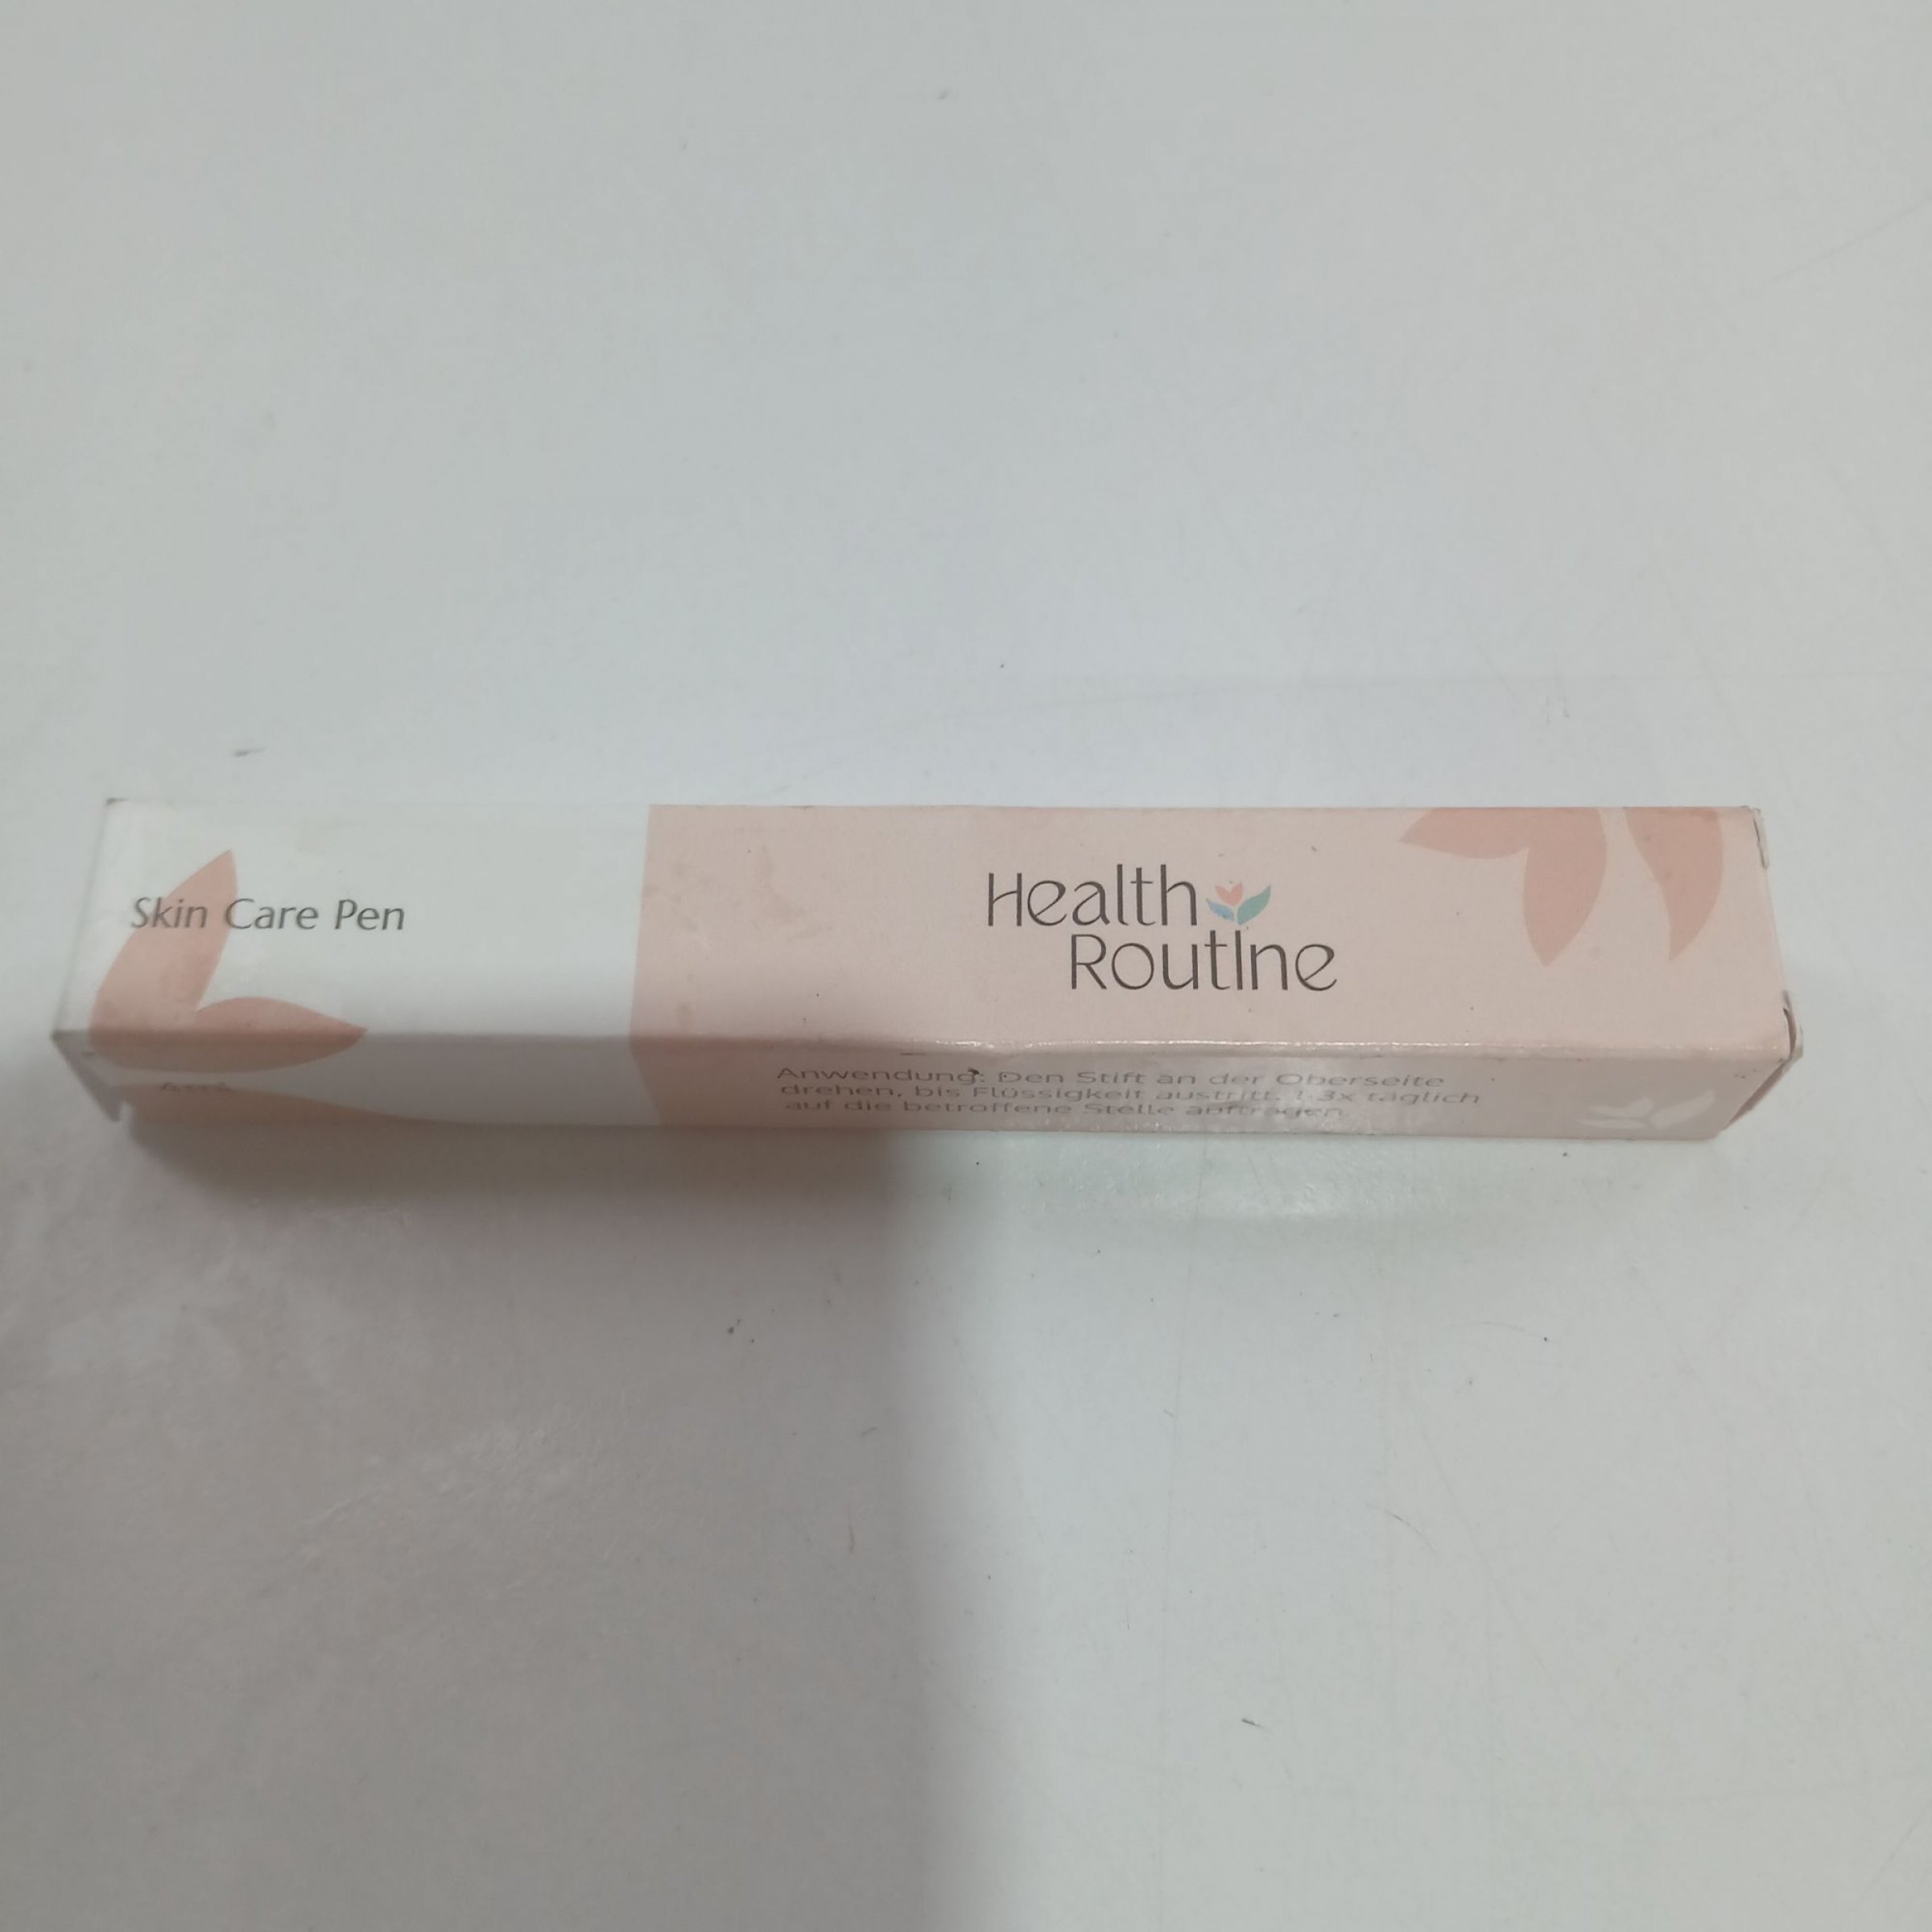 Skin Care Pen
Health
RoutIne
Anwendung: Den Stift an der Oberseite
drehen, bis Flüssigkeit austritt. 1-3x täglich
auf die betroffene Stelle auftragen